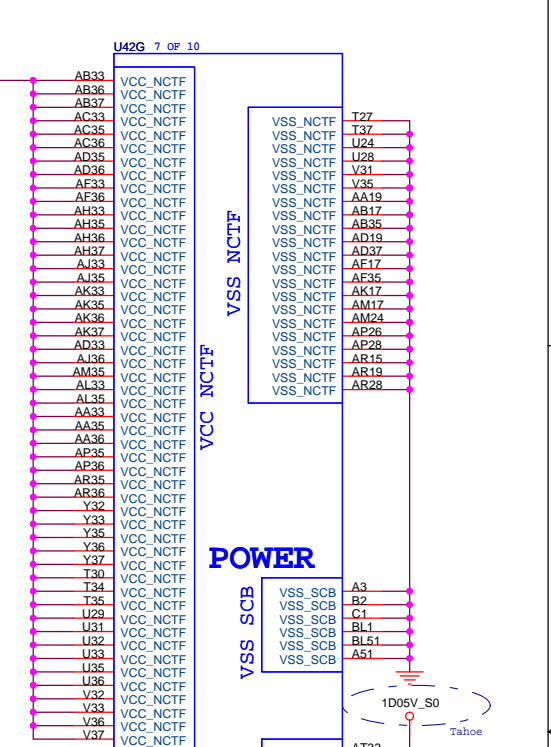 U42G 7 OF 10
AB33 VCC_NCTF
AB36 VCC_NCTF
AB37 VCC_NCTF
AC33 VCC_NCTF
AC35 VCC_NCTF
AC36 VCC_NCTF
AD35 VCC_NCTF
AD36 VCC_NCTF
AF33 VCC_NCTF
AF36 VCC_NCTF
AH33 VCC_NCTF
AH35 VCC_NCTF
AH36 VCC_NCTF
AH37 VCC_NCTF
AJ33 VCC_NCTF
AJ35 VCC_NCTF
AK33 VCC_NCTF
AK35 VCC_NCTF
AK36 VCC_NCTF
AK37 VCC_NCTF
AD33 VCC_NCTF
AJ36 VCC_NCTF
AM35 VCC_NCTF
AL33 VCC_NCTF
AL35 VCC_NCTF
AA33 VCC_NCTF
AA35 VCC_NCTF
AA36 VCC_NCTF
AP35 VCC_NCTF
AP36 VCC_NCTF
AR35 VCC_NCTF
AR36 VCC_NCTF
Y32 VCC_NCTF
Y33 VCC_NCTF
Y35 VCC_NCTF
Y36 VCC_NCTF
Y37 VCC_NCTF
T30 VCC_NCTF
T34 VCC_NCTF
T35 VCC_NCTF
U29 VCC_NCTF
U31 VCC_NCTF
U32 VCC_NCTF
U33 VCC_NCTF
U35 VCC_NCTF
U36 VCC_NCTF
V32 VCC_NCTF
V33 VCC_NCTF
V36 VCC_NCTF
V37 VCC_NCTF
VCC NCTF
VSS NCTF
VSS_NCTF T27
VSS_NCTF T37
VSS_NCTF U24
VSS_NCTF U28
VSS_NCTF V31
VSS_NCTF V35
VSS_NCTF AA19
VSS_NCTF AB17
VSS_NCTF AB35
VSS_NCTF AD19
VSS_NCTF AD37
VSS_NCTF AF17
VSS_NCTF AF35
VSS_NCTF AK17
VSS_NCTF AM17
VSS_NCTF AM24
VSS_NCTF AP26
VSS_NCTF AP28
VSS_NCTF AR15
VSS_NCTF AR19
VSS_NCTF AR28
POWER
VSS SCB
VSS_SCB A3
VSS_SCB B2
VSS_SCB C1
VSS_SCB BL1
VSS_SCB BL51
VSS_SCB A51
1D05V_S0
Tahoe